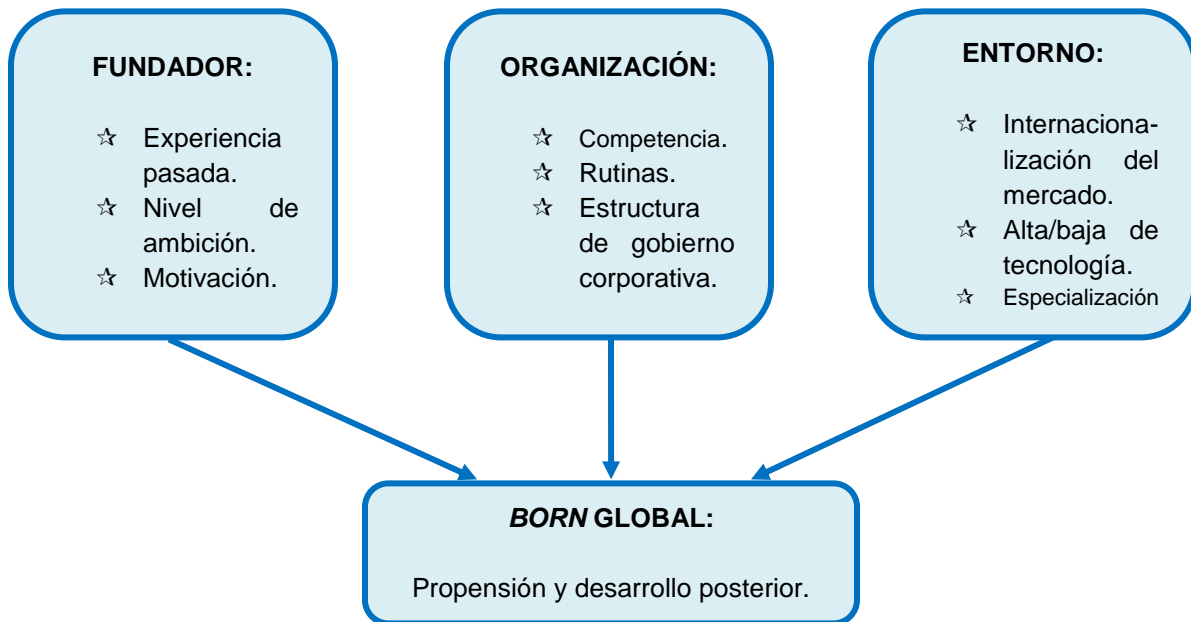 FUNDADOR:
☆ Experiencia
pasada.
☆ Nivel de
ambición.
☆ Motivación.
ORGANIZACIÓN:
☆ Competencia.
☆ Rutinas.
☆ Estructura
de gobierno
corporativa.
ENTORNO:
☆ Internaciona-
lización del
mercado.
☆ Alta/baja de
tecnología.
☆ Especialización
BORN GLOBAL:
Propensión y desarrollo posterior.